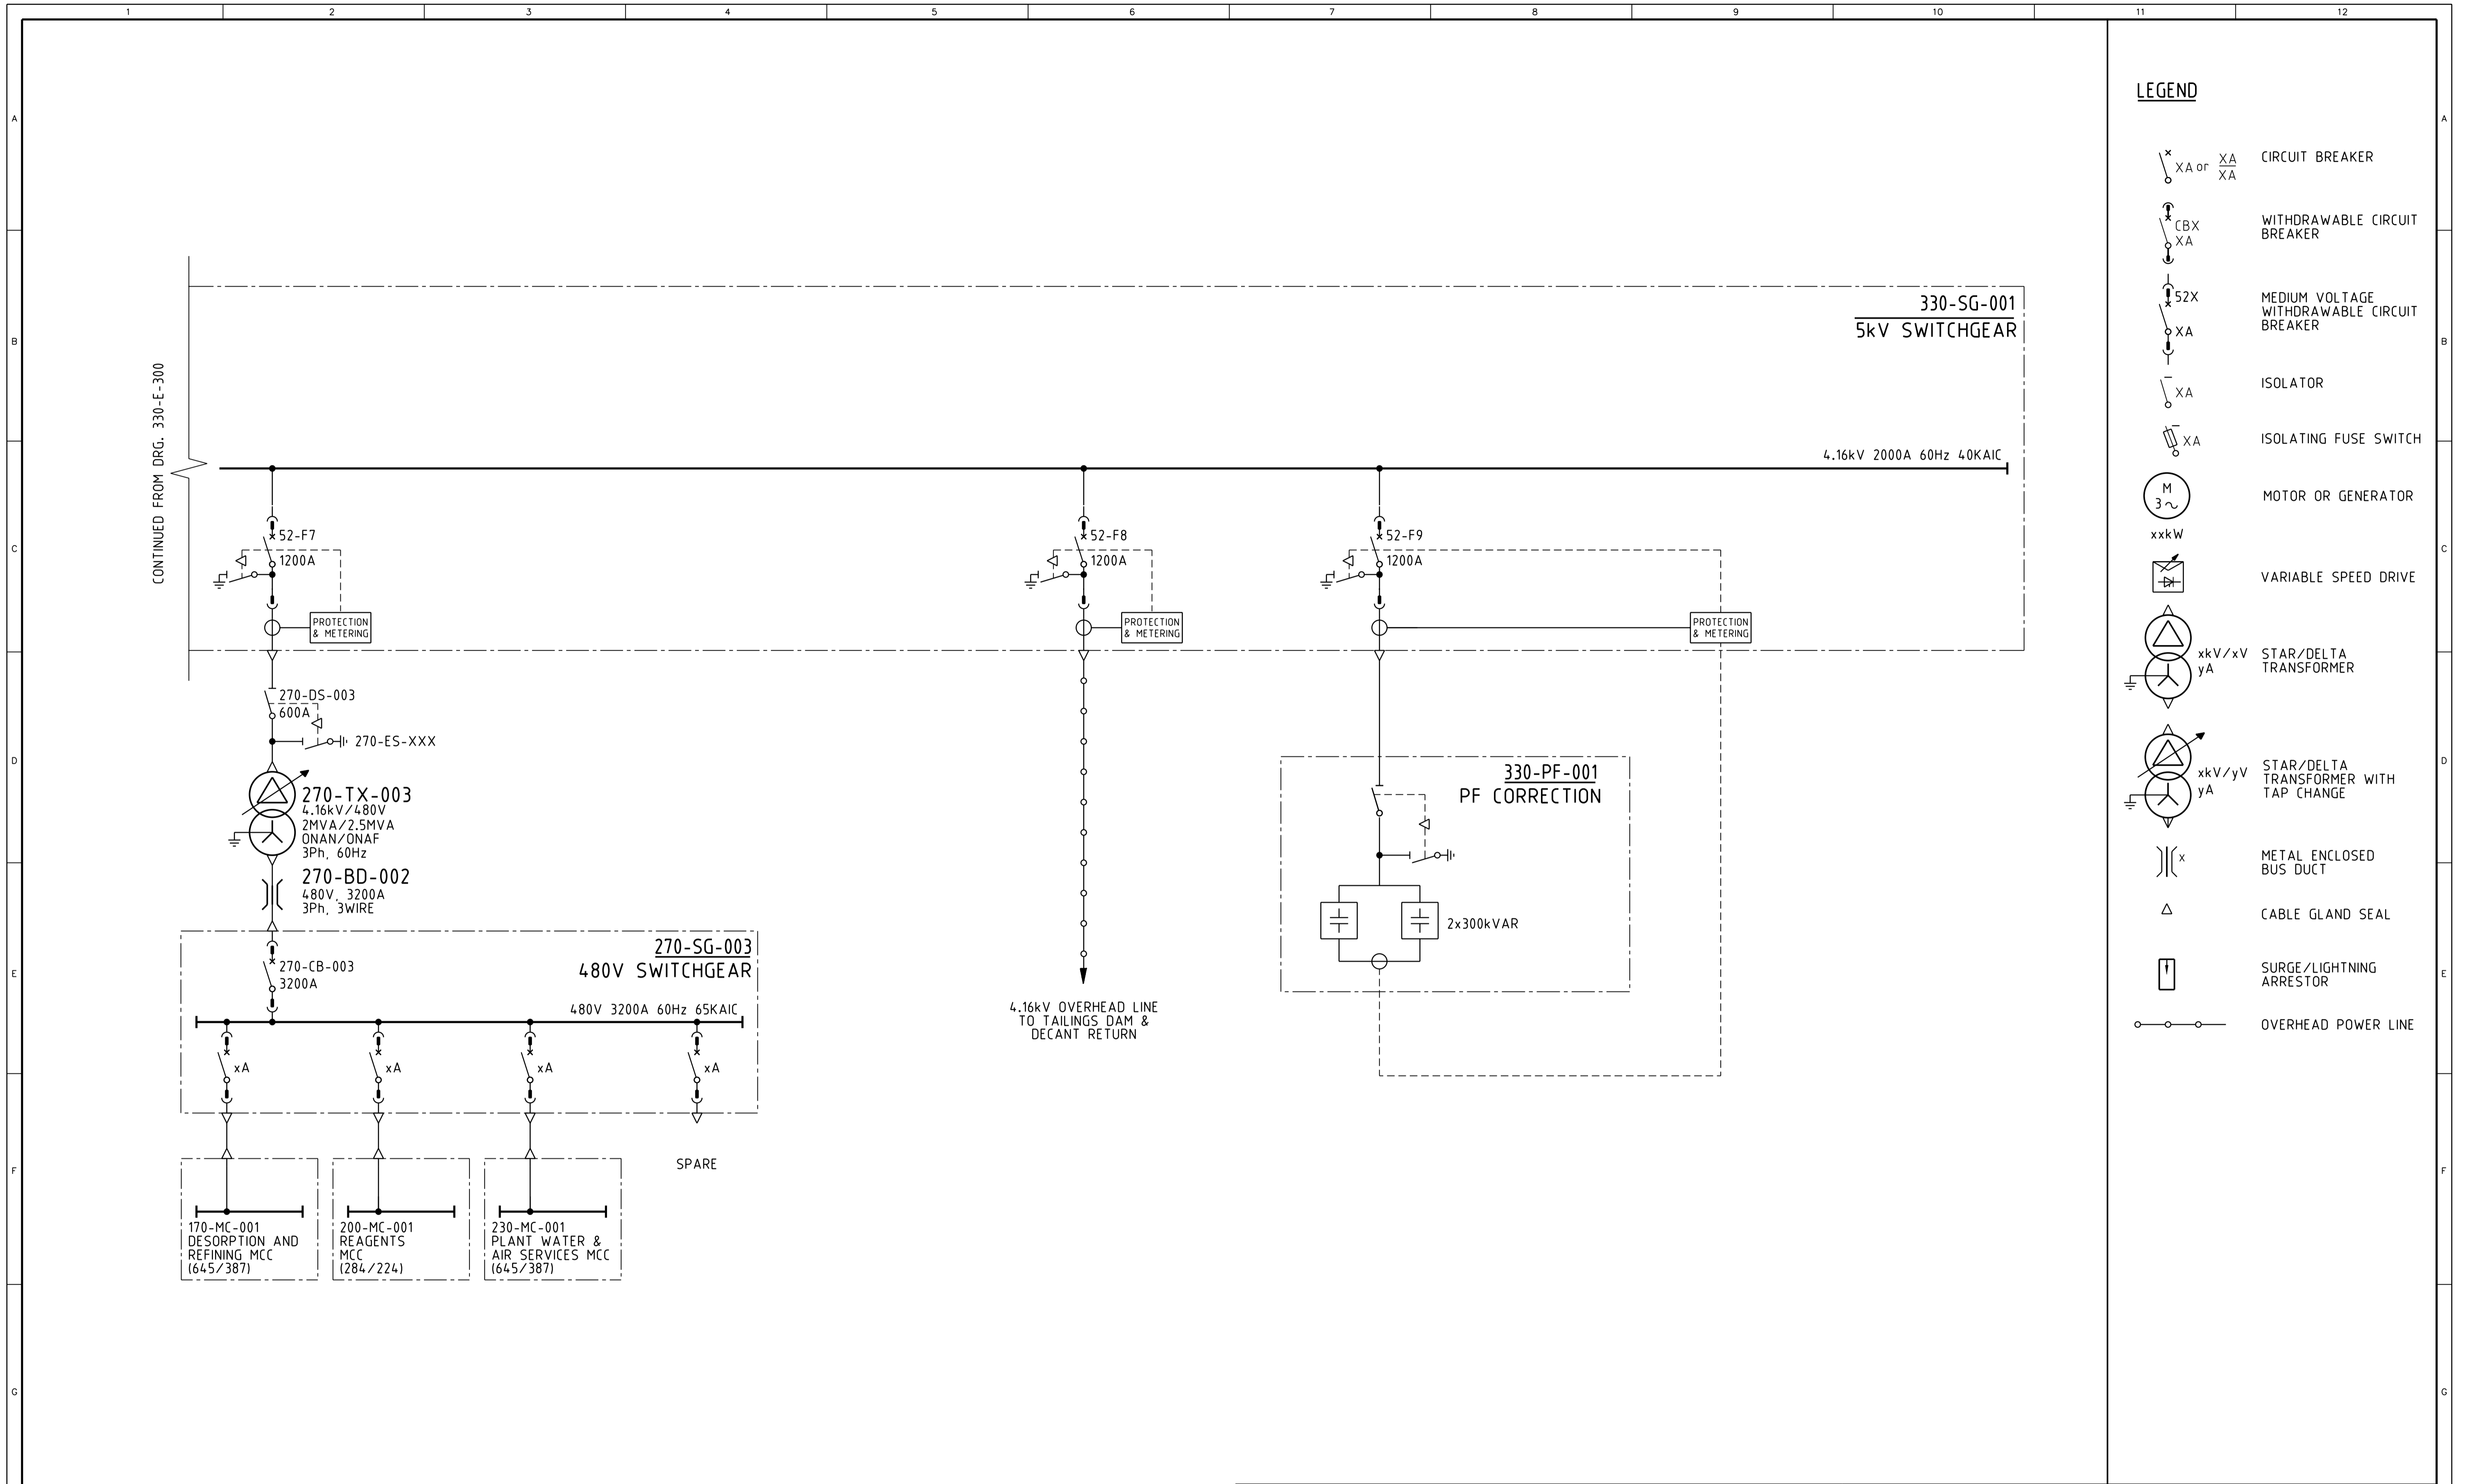 1 2 3 4 5 6 7 8 9 10 11 12
A
B
C
D
E
F
G
A
B
C
D
E
F
G
CONTINUED FROM DRG. 330-E-300
330-SG-001
5kV SWITCHGEAR
4.16kV 2000A 60Hz 40KAIC
52-F7
1200A
PROTECTION
& METERING
52-F8
1200A
PROTECTION
& METERING
52-F9
1200A
PROTECTION
& METERING
270-DS-003
600A
270-ES-XXX
270-TX-003
4.16kV/480V
2MVA/2.5MVA
ONAN/ONAF
3Ph, 60Hz
270-BD-002
480V, 3200A
3Ph, 3WIRE
270-SG-003
480V SWITCHGEAR
270-CB-003
3200A
480V 3200A 60Hz 65KAIC
xA
xA
xA
xA
SPARE
170-MC-001
DESORPTION AND
REFINING MCC
(645/387)
200-MC-001
REAGENTS
MCC
(284/224)
230-MC-001
PLANT WATER &
AIR SERVICES MCC
(645/387)
4.16kV OVERHEAD LINE
TO TAILINGS DAM &
DECANT RETURN
330-PF-001
PF CORRECTION
2x300kVAR
LEGEND
XA or XA
XA
CIRCUIT BREAKER
CBX
XA
WITHDRAWABLE CIRCUIT
BREAKER
52X
XA
MEDIUM VOLTAGE
WITHDRAWABLE CIRCUIT
BREAKER
XA
ISOLATOR
XA
ISOLATING FUSE SWITCH
M
3~
xxkW
MOTOR OR GENERATOR
VARIABLE SPEED DRIVE
xkV/xV
yA
STAR/DELTA
TRANSFORMER
xkV/yV
yA
STAR/DELTA
TRANSFORMER WITH
TAP CHANGE
x
METAL ENCLOSED
BUS DUCT
CABLE GLAND SEAL
SURGE/LIGHTNING
ARRESTOR
OVERHEAD POWER LINE